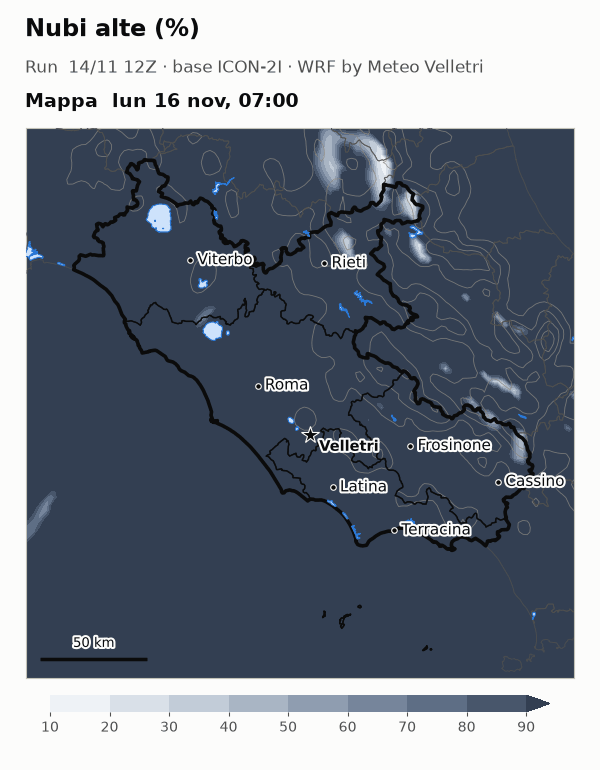 Nubi alte (%)
Run  14/11 12Z · base ICON-2I · WRF by Meteo Velletri
Mappa  lun 16 nov, 07:00
Viterbo
Rieti
Roma
Velletri
Frosinone
Latina
Cassino
Terracina
50 km
10 20 30 40 50 60 70 80 90